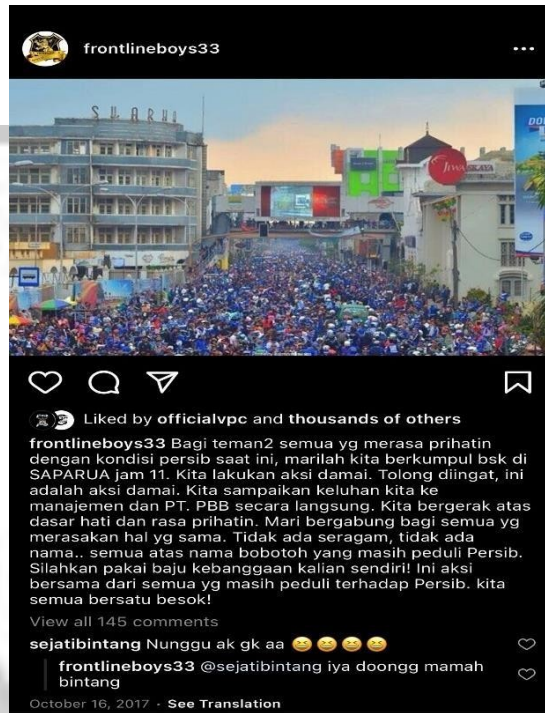 frontlineboys33
SWARHA
JIWASRAYA
Liked by officialvpc and thousands of others
frontlineboys33 Bagi teman2 semua yg merasa prihatin
dengan kondisi persib saat ini, marilah kita berkumpul bsk di
SAPARUA jam 11. Kita lakukan aksi damai. Tolong diingat, ini
adalah aksi damai. Kita sampaikan keluhan kita ke
manajemen dan PT. PBB secara langsung. Kita bergerak atas
dasar hati dan rasa prihatin. Mari bergabung bagi semua yg
merasakan hal yg sama. Tidak ada seragam, tidak ada
nama.. semua atas nama bobotoh yang masih peduli Persib.
Silahkan pakai baju kebanggaan kalian sendiri! Ini aksi
bersama dari semua yg masih peduli terhadap Persib. kita
semua bersatu besok!
View all 145 comments
sejatibintang Nunggu ak gk aa 😆😆😆😆
frontlineboys33 @sejatibintang iya doongg mamah
bintang
October 16, 2017 · See Translation